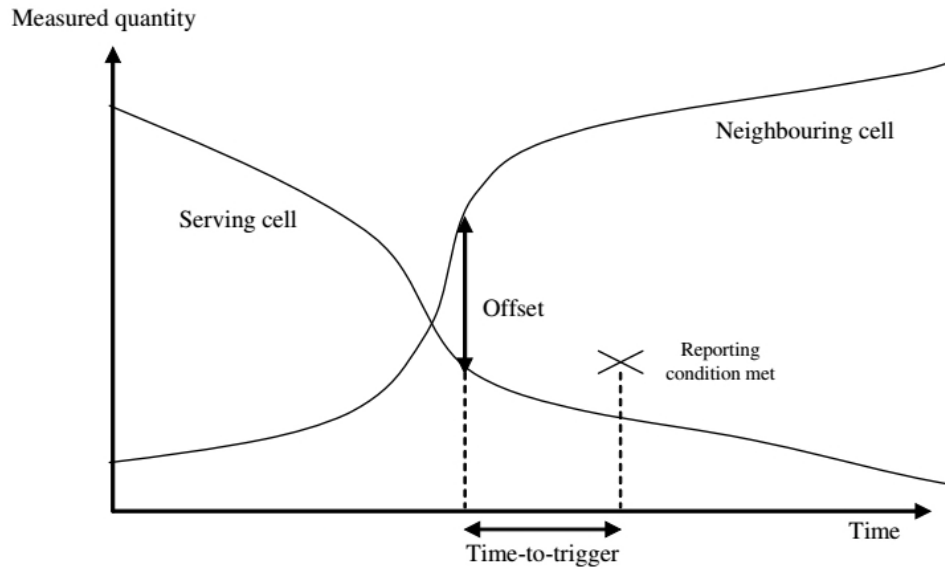 Measured quantity
Neighbouring cell
Serving cell
Offset
Reporting
condition met
Time
Time-to-trigger